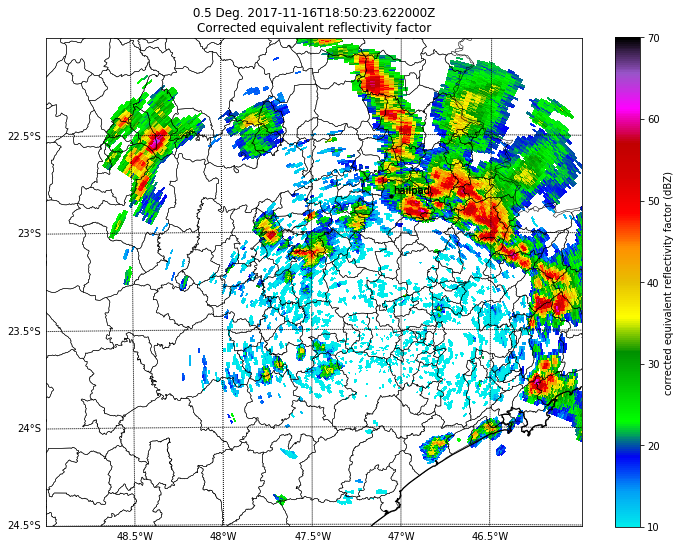 0.5 Deg. 2017-11-16T18:50:23.622000Z
Corrected equivalent reflectivity factor
22.5°S
23°S
23.5°S
24°S
24.5°S
48.5°W
48°W
47.5°W
47°W
46.5°W
hailpad
70
60
50
40
30
20
10
corrected equivalent reflectivity factor (dBZ)